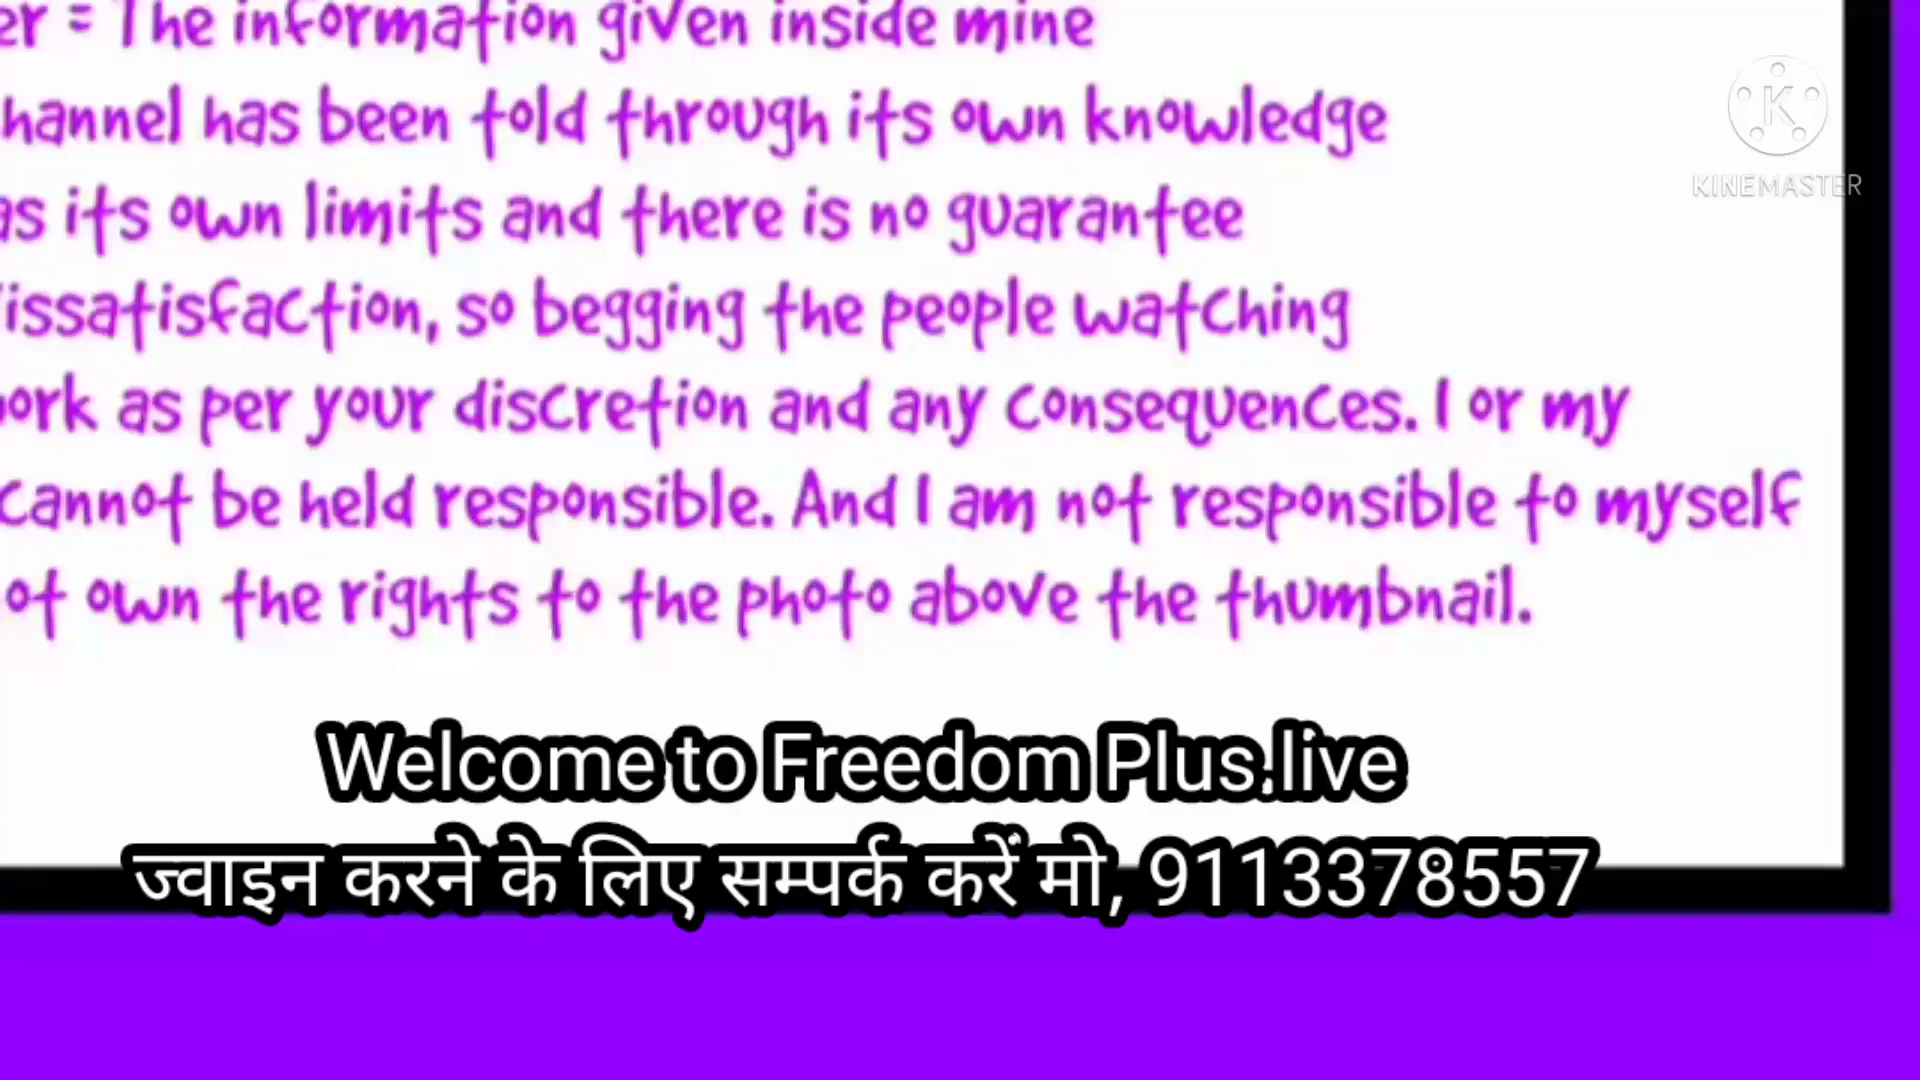 er = The information given inside mine
hannel has been told through its own knowledge
as its own limits and there is no guarantee
issatisfaction, so begging the people watching
ork as per your discretion and any consequences. I or my
cannot be held responsible. And I am not responsible to myself
ot own the rights to the photo above the thumbnail.
K
KINEMASTER
Welcome to Freedom Plus.live
ज्वाइन करने के लिए सम्पर्क करें मो, 9113378557